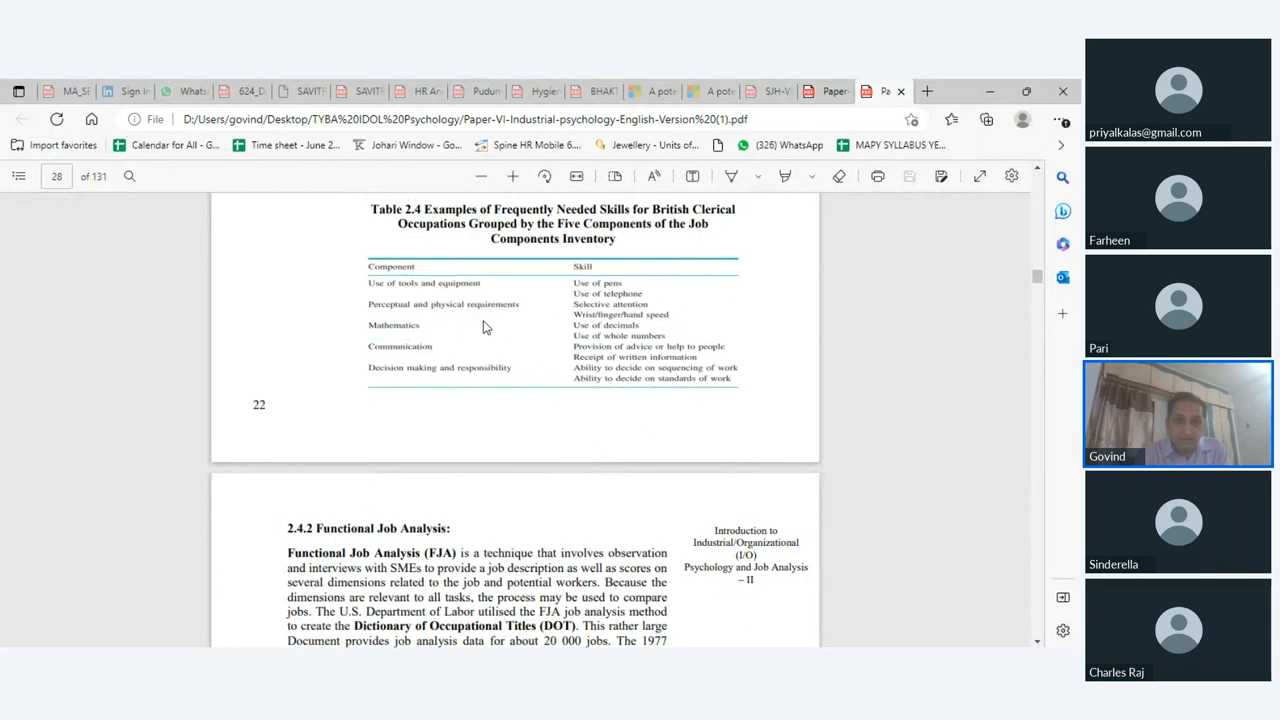 MA_SE
Sign In
Whats
624_D
SAVITR
SAVITR
HR An
Pudum
Hygie
BHAKT
A pote
A pote
SJH-V
Paper-
Pa
File
D:/Users/govind/Desktop/TYBA%20IDOL%20Psychology/Paper-VI-Industrial-psychology-English-Version%20(1).pdf
Import favorites
Calendar for All - G...
Time sheet - June 2...
Johari Window - Go...
Spine HR Mobile 6....
Jewellery - Units of...
(326) WhatsApp
MAPY SYLLABUS YE...
28 of 131
Table 2.4 Examples of Frequently Needed Skills for British Clerical
Occupations Grouped by the Five Components of the Job
Components Inventory
Component Skill
Use of tools and equipment Use of pens
Use of telephone
Perceptual and physical requirements Selective attention
Wrist/finger/hand speed
Mathematics Use of decimals
Use of whole numbers
Communication Provision of advice or help to people
Receipt of written information
Decision making and responsibility Ability to decide on sequencing of work
Ability to decide on standards of work
22
2.4.2 Functional Job Analysis:
Functional Job Analysis (FJA) is a technique that involves observation
and interviews with SMEs to provide a job description as well as scores on
several dimensions related to the job and potential workers. Because the
dimensions are relevant to all tasks, the process may be used to compare
jobs. The U.S. Department of Labor utilised the FJA job analysis method
to create the Dictionary of Occupational Titles (DOT). This rather large
Document provides job analysis data for about 20 000 jobs. The 1977
Introduction to
Industrial/Organizational
(I/O)
Psychology and Job Analysis
– II
priyalkalas@gmail.com
Farheen
Pari
Govind
Sinderella
Charles Raj